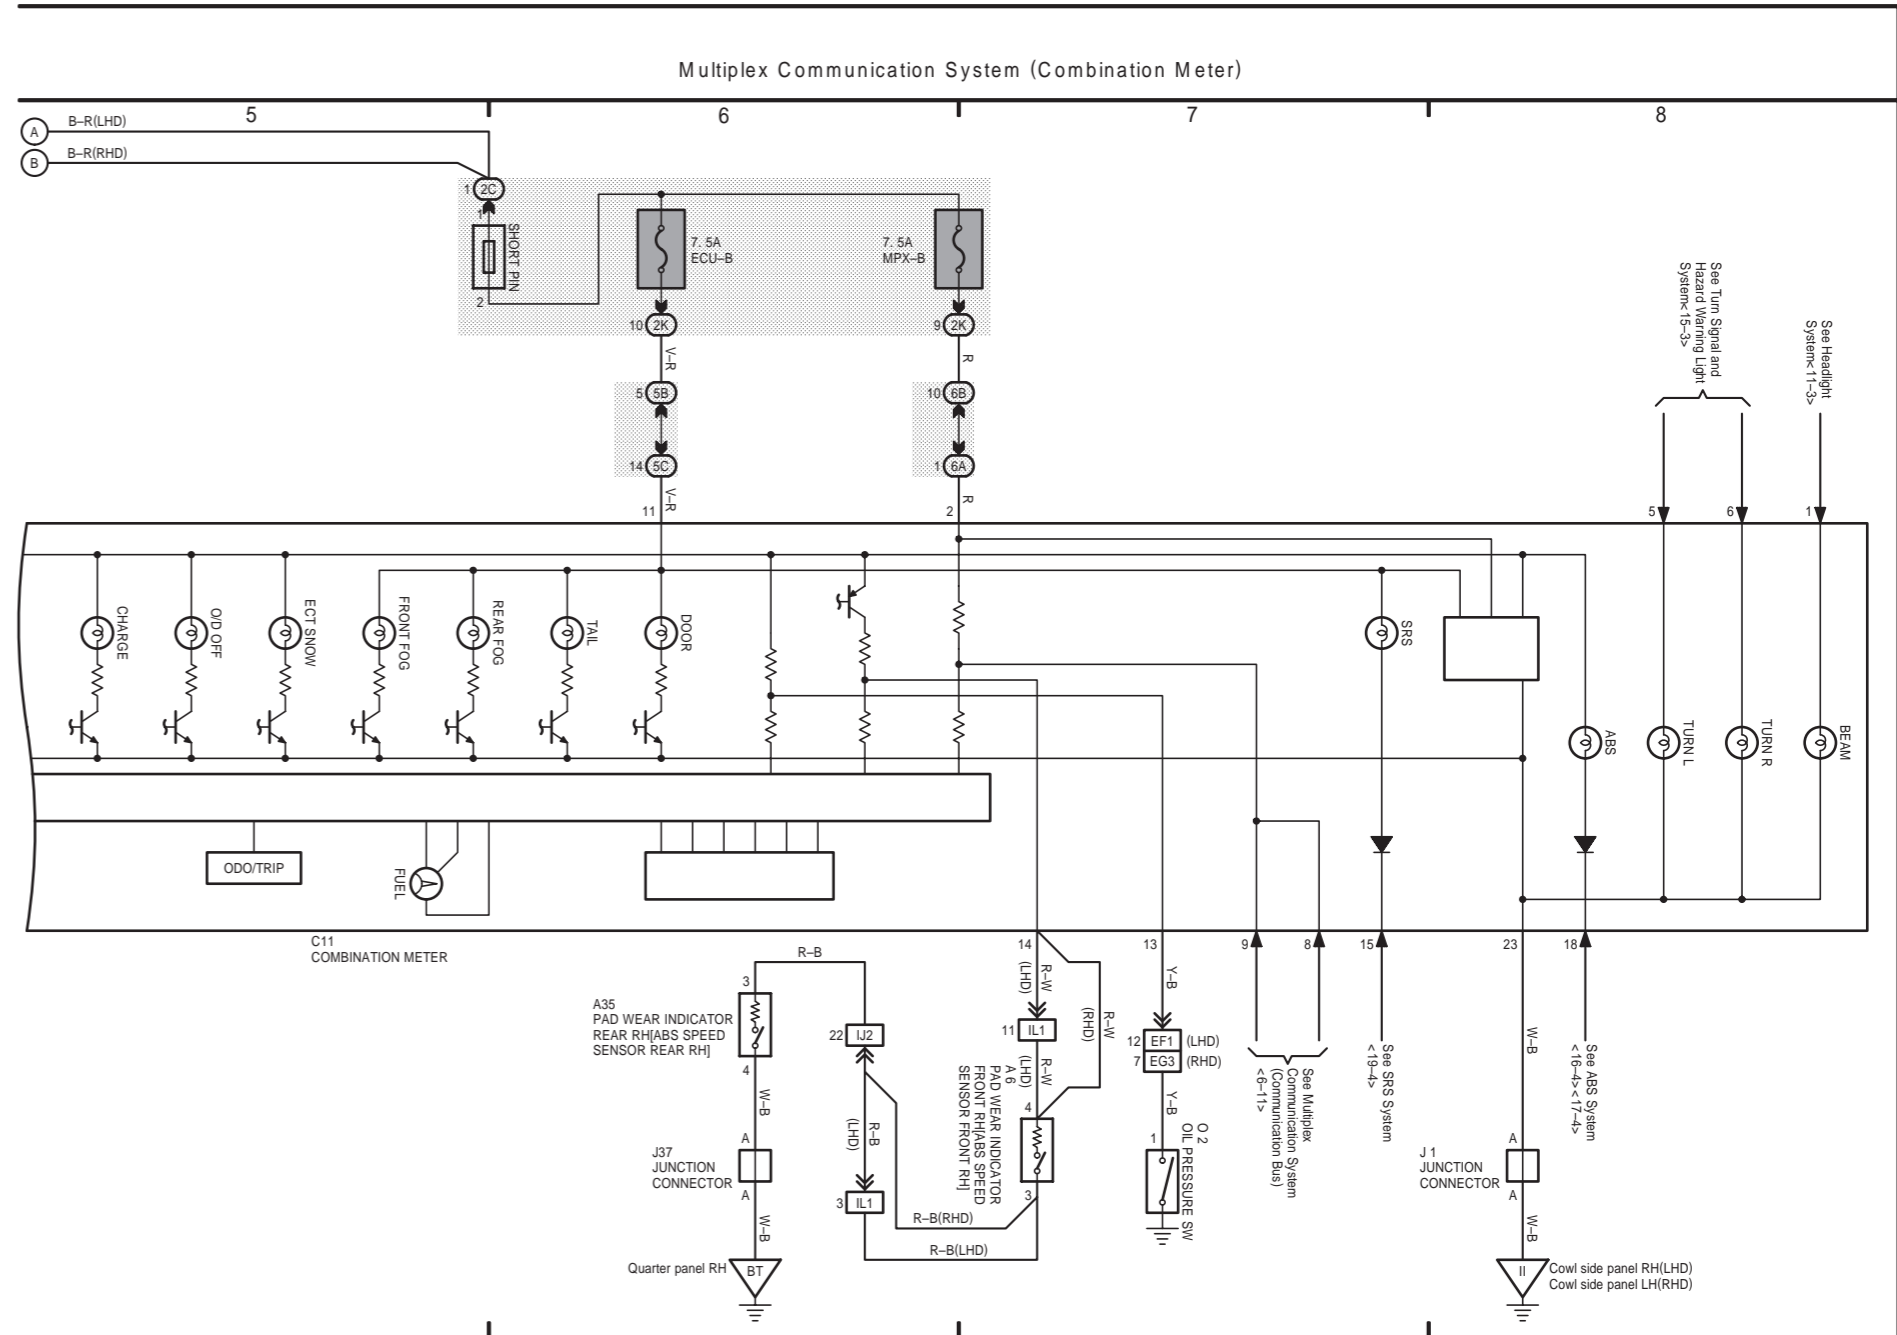 Multiplex Communication System (Combination Meter)
5
6
7
8
A
B–R(LHD)
B
B–R(RHD)
1
2C
1
SHORT PIN
2
7. 5A
ECU–B
7. 5A
MPX–B
10
2K
9
2K
V–R
R
5
5B
10
6B
14
5C
1
6A
V–R
R
11
2
See Turn Signal and
Hazard Warning Light
System<15–3>
See Headlight
System<11–3>
5
6
1
CHARGE
O/D OFF
ECT SNOW
FRONT FOG
REAR FOG
TAIL
DOOR
SRS
ABS
TURN L
TURN R
BEAM
ODO/TRIP
FUEL
C11
COMBINATION METER
14
13
9
8
15
23
18
R–B
3
A35
PAD WEAR INDICATOR
REAR RH[ABS SPEED
SENSOR REAR RH]
4
W–B
A
J37
JUNCTION
CONNECTOR
A
W–B
Quarter panel RH
BT
22
IJ2
R–B
(LHD)
3
IL1
R–B(RHD)
R–B(LHD)
R–W
(LHD)
11
IL1
R–W
(LHD)
R–W
(RHD)
A 6
PAD WEAR INDICATOR
FRONT RH[ABS SPEED
SENSOR FRONT RH]
4
3
Y–B
12
EF1
(LHD)
7
EG3
(RHD)
Y–B
1
O 2
OIL PRESSURE SW
See Multiplex
Communication System
(Communication Bus)
<6–11>
See SRS System
<19–4>
W–B
See ABS System
<16–4><17–4>
A
J 1
JUNCTION
CONNECTOR
A
W–B
II
Cowl side panel RH(LHD)
Cowl side panel LH(RHD)